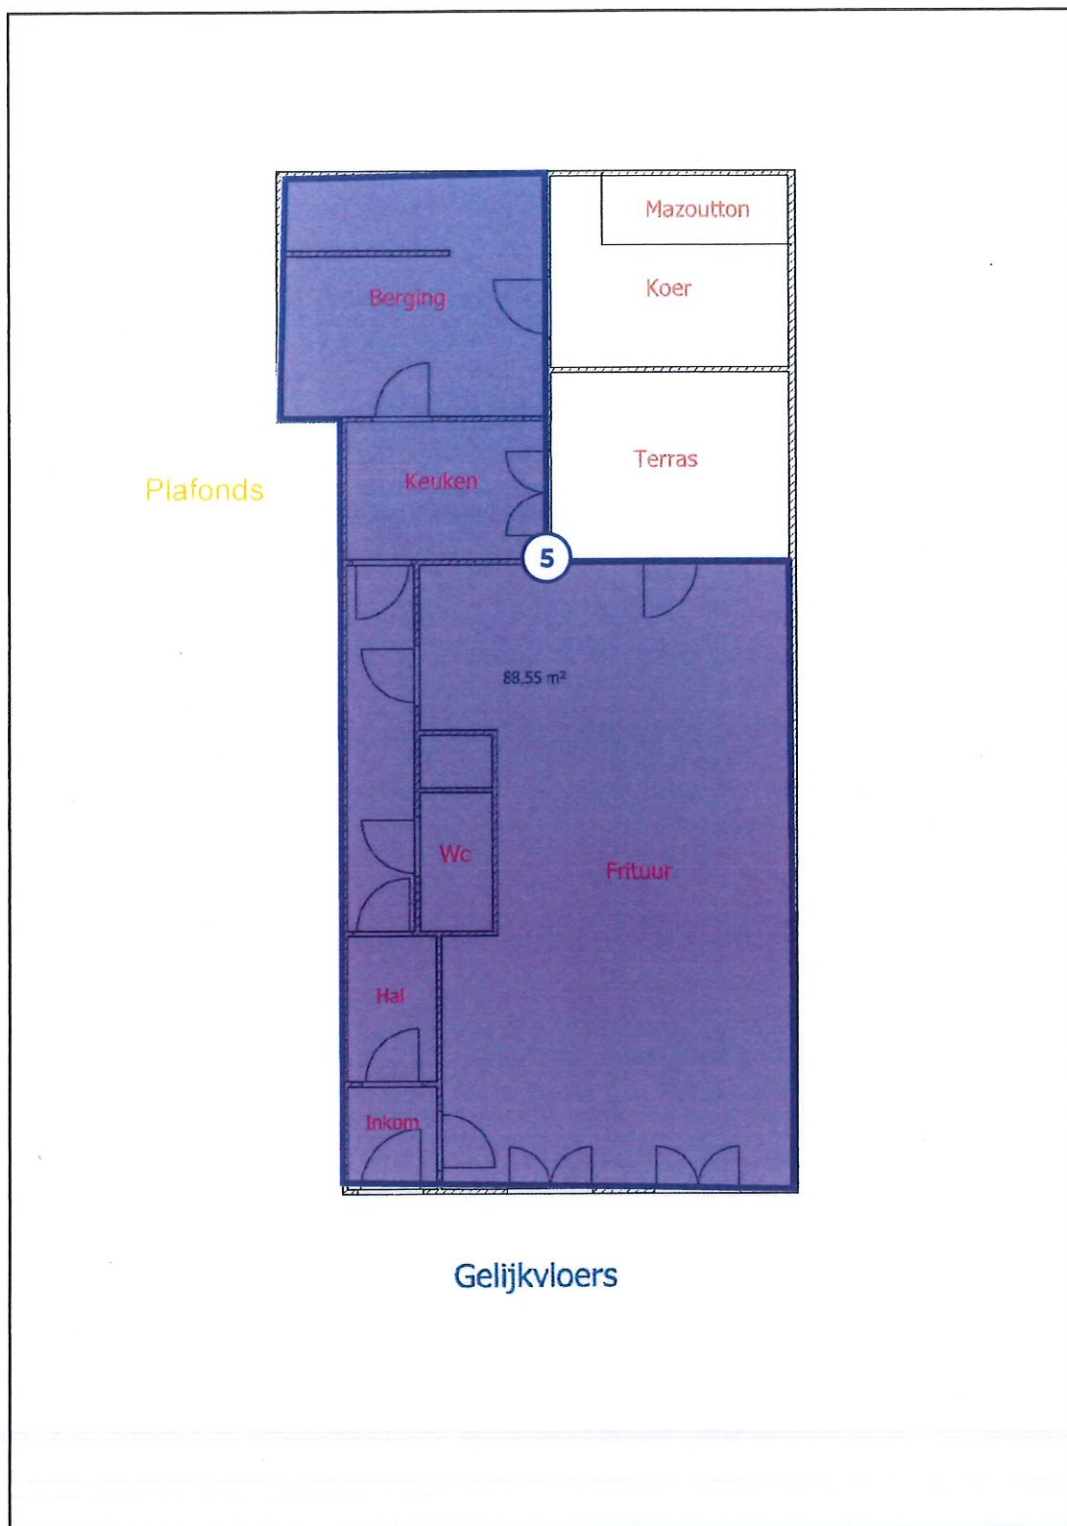 Mazoutton
Koer
Berging
Terras
Keuken
Plafonds
5
88,55 m²
Wc
Frituur
Hal
Inkom
Gelijkvloers